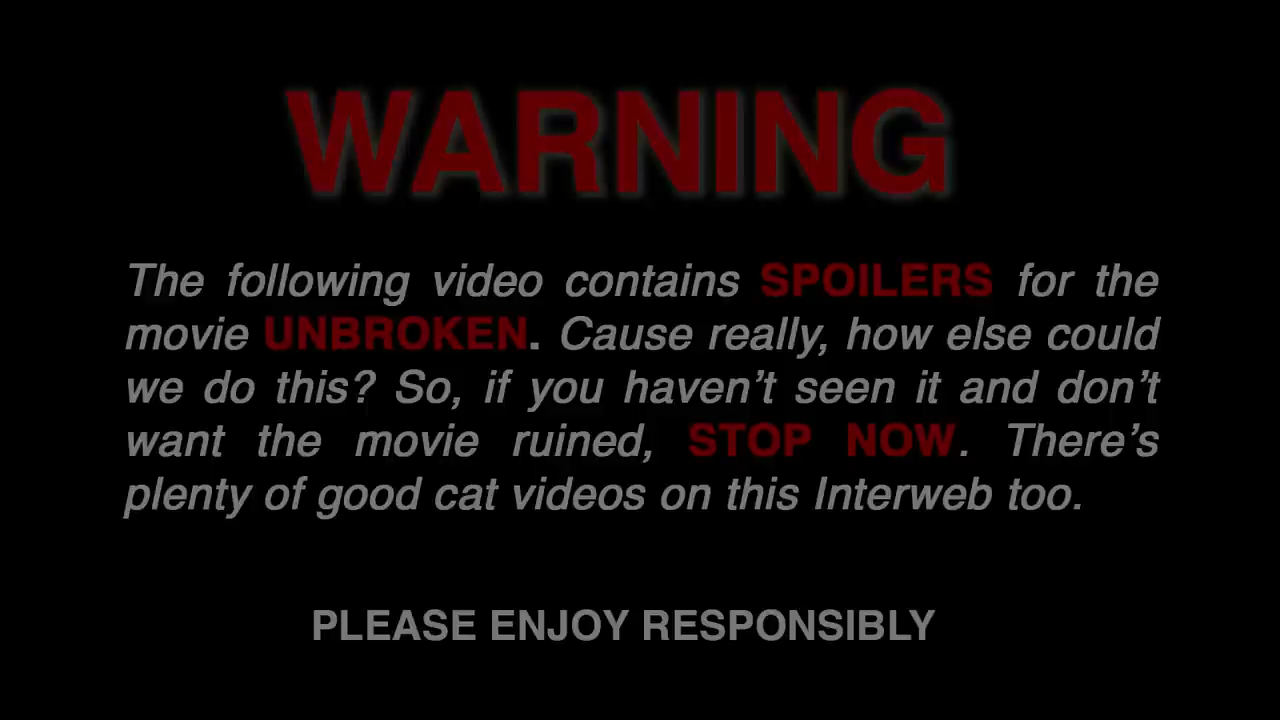 WARNING
The following video contains SPOILERS for the
movie UNBROKEN. Cause really, how else could
we do this? So, if you haven’t seen it and don’t
want the movie ruined, STOP NOW. There’s
plenty of good cat videos on this Interweb too.
PLEASE ENJOY RESPONSIBLY